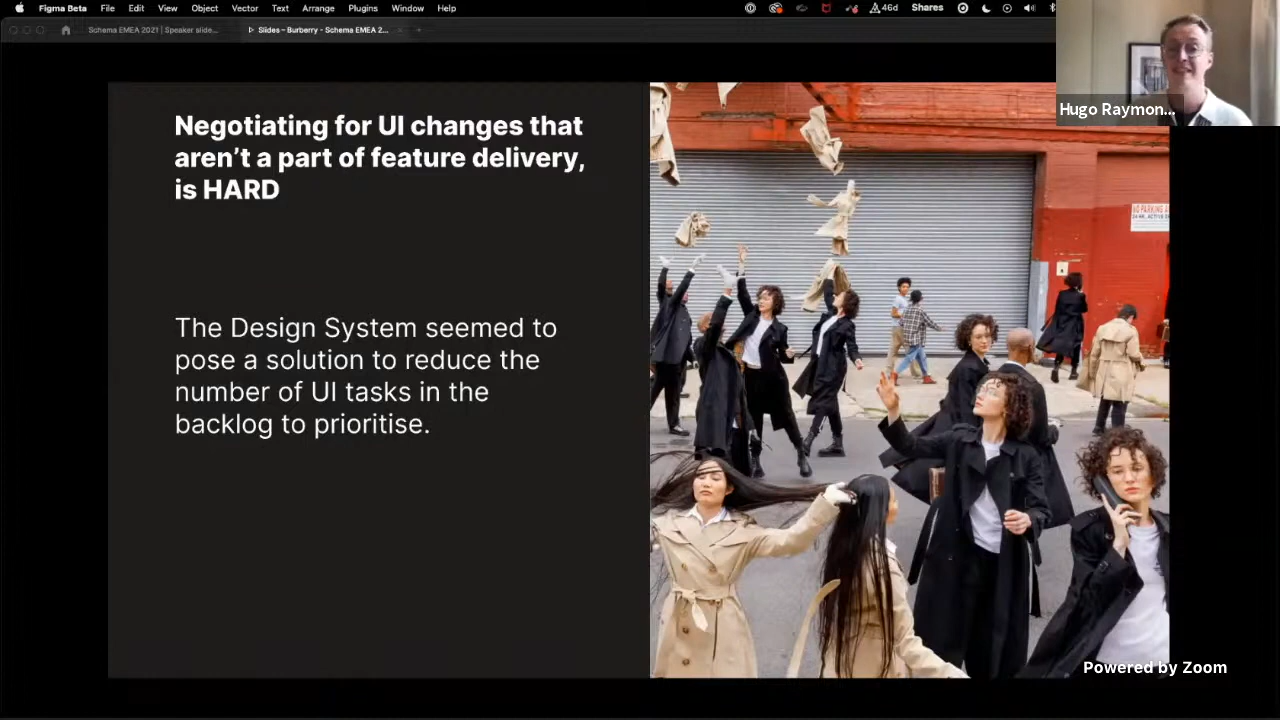 Figma Beta File Edit View Object Vector Text Arrange Plugins Window Help 46d Shares
Schema EMEA 2021 | Speaker slide... Slides – Burberry - Schema EMEA 2...
Hugo Raymon...
Negotiating for UI changes that
aren’t a part of feature delivery,
is HARD
The Design System seemed to
pose a solution to reduce the
number of UI tasks in the
backlog to prioritise.
NO PARKING
Powered by Zoom